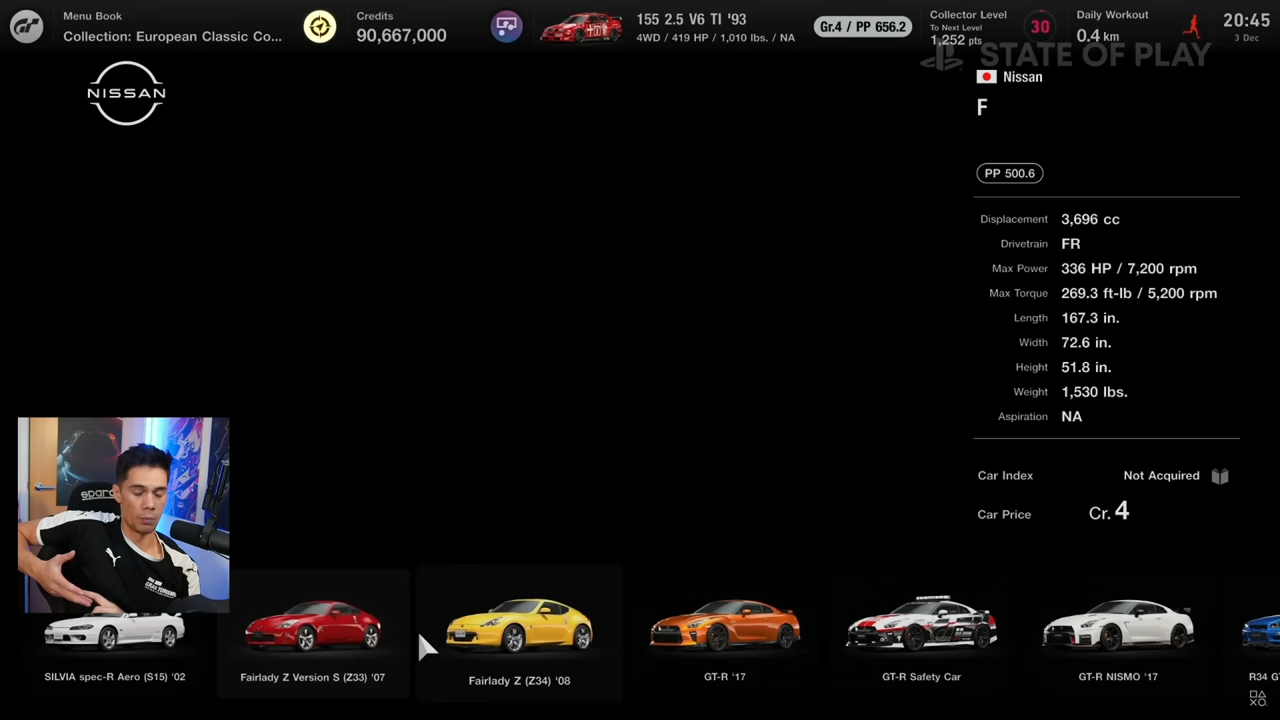 Menu Book
Collection: European Classic Co...
Credits
90,667,000
155 2.5 V6 TI '93
4WD / 419 HP / 1,010 lbs. / NA
Gr.4 / PP 656.2
Collector Level
To Next Level
1,252 pts
30
Daily Workout
0.4 km
20:45
3 Dec
STATE OF PLAY
NISSAN
Nissan
F
PP 500.6
Displacement 3,696 cc
Drivetrain FR
Max Power 336 HP / 7,200 rpm
Max Torque 269.3 ft-lb / 5,200 rpm
Length 167.3 in.
Width 72.6 in.
Height 51.8 in.
Weight 1,530 lbs.
Aspiration NA
Car Index Not Acquired
Car Price Cr. 4
sparc
SILVIA spec-R Aero (S15) '02
Fairlady Z Version S (Z33) '07
Fairlady Z (Z34) '08
GT-R '17
GT-R Safety Car
GT-R NISMO '17
R34 G